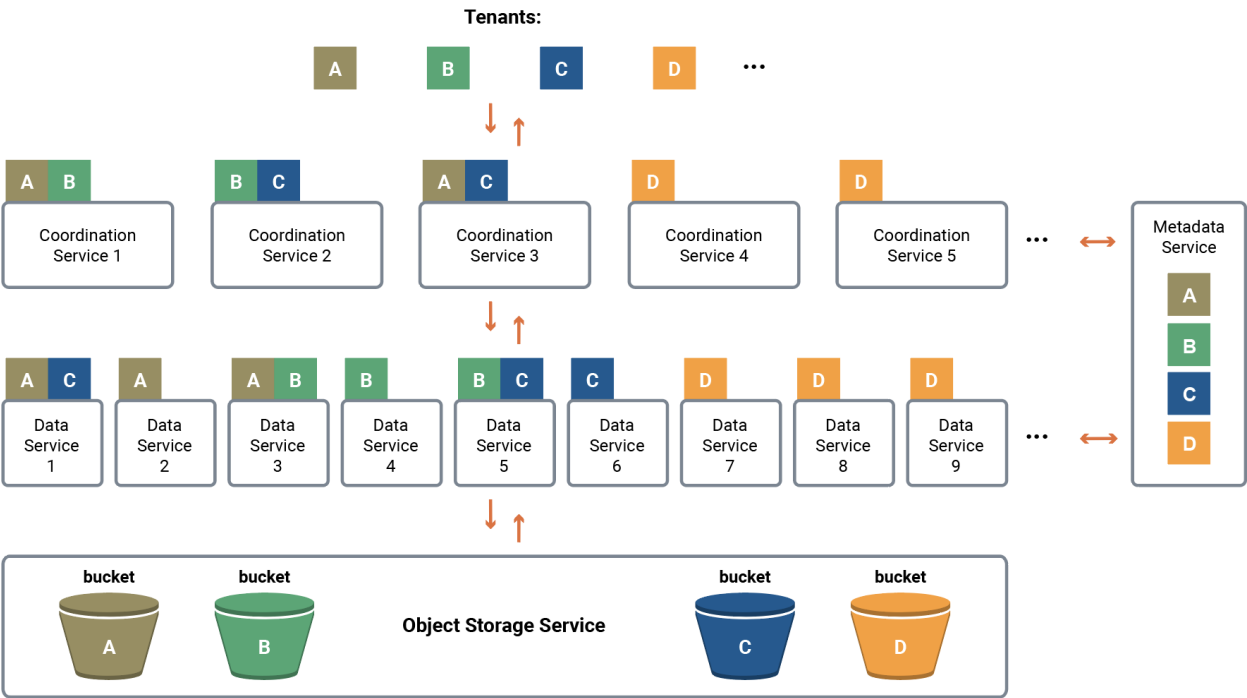 Tenants:
A B C D ...
A B B C A C D D
Coordination Service 1
Coordination Service 2
Coordination Service 3
Coordination Service 4
Coordination Service 5
...
Metadata Service
A
B
C
D
A C A A B B B C C D D D
Data Service 1
Data Service 2
Data Service 3
Data Service 4
Data Service 5
Data Service 6
Data Service 7
Data Service 8
Data Service 9
...
bucket bucket bucket bucket
A B Object Storage Service C D